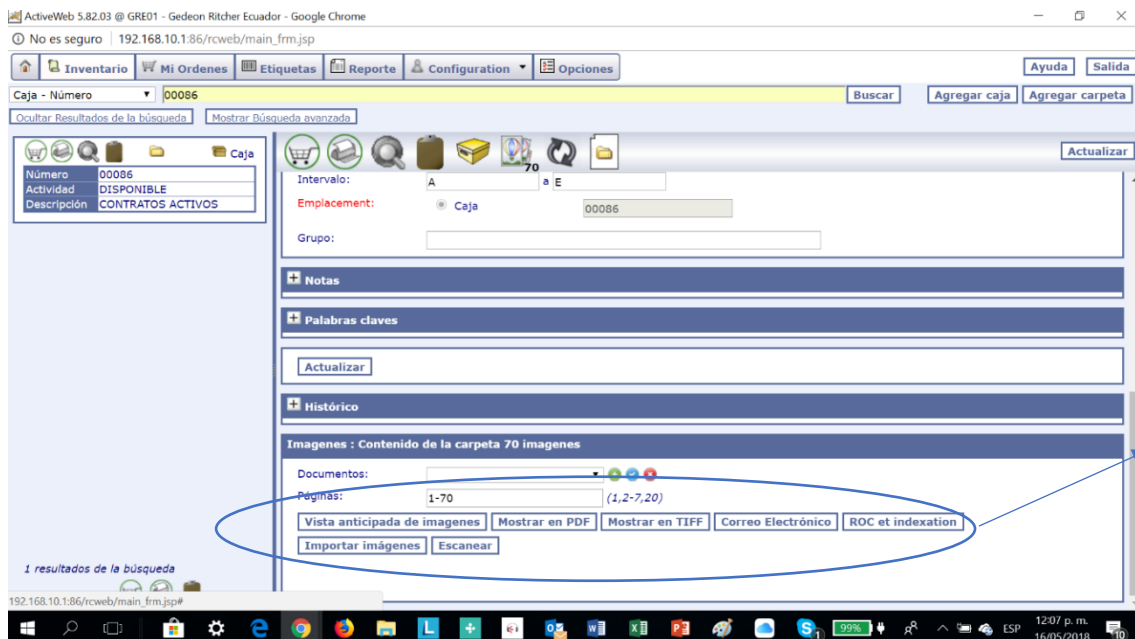 ActiveWeb 5.82.03 @ GRE01 - Gedeon Ritcher Ecuador - Google Chrome
No es seguro 192.168.10.1:86/rcweb/main_frm.jsp
Inventario Mi Ordenes Etiquetas Reporte Configuration Opciones Ayuda Salida
Caja - Número 00086 Buscar Agregar caja Agregar carpeta
Ocultar Resultados de la búsqueda Mostrar Búsqueda avanzada
Caja 70 Actualizar
Número 00086
Actividad DISPONIBLE
Descripción CONTRATOS ACTIVOS
Intervalo: A a E
Emplacement: Caja 00086
Grupo:
Notas
Palabras claves
Actualizar
Histórico
Imagenes : Contenido de la carpeta 70 imagenes
Documentos:
Páginas: 1-70 (1,2-7,20)
Vista anticipada de imagenes Mostrar en PDF Mostrar en TIFF Correo Electrónico ROC et indexation
Importar imágenes Escanear
1 resultados de la búsqueda
192.168.10.1:86/rcweb/main_frm.jsp#
99% ESP 12:07 p. m.
16/05/2018 10